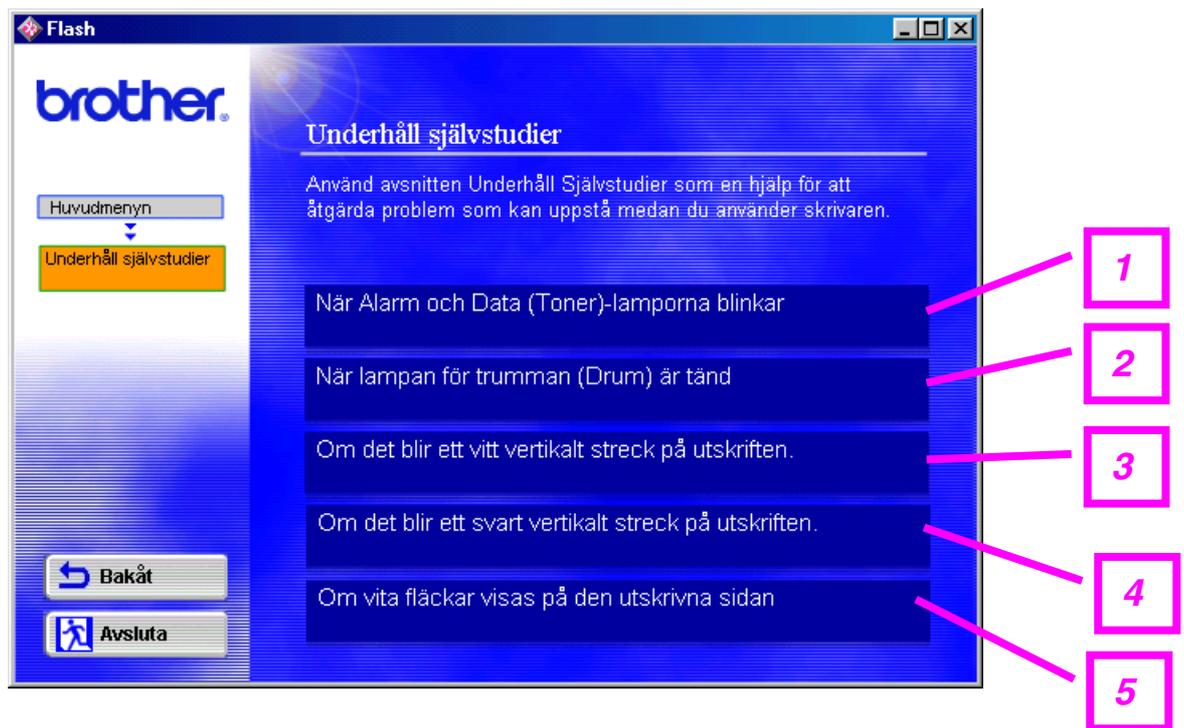 Flash
brother®
Huvudmenyn
Underhåll självstudier
Underhåll självstudier
Använd avsnitten Underhåll Självstudier som en hjälp för att
åtgärda problem som kan uppstå medan du använder skrivaren.
När Alarm och Data (Toner)-lamporna blinkar
När lampan för trumman (Drum) är tänd
Om det blir ett vitt vertikalt streck på utskriften.
Om det blir ett svart vertikalt streck på utskriften.
Om vita fläckar visas på den utskrivna sidan
1
2
3
4
5
Bakåt
Avsluta